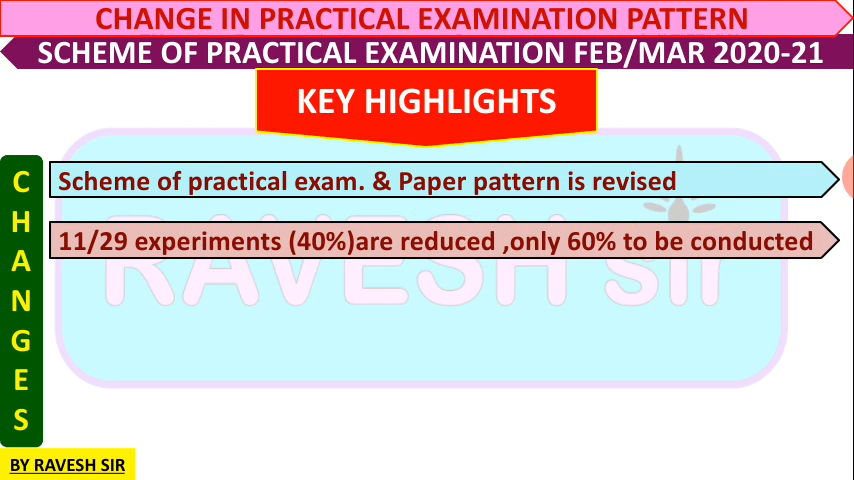 CHANGE IN PRACTICAL EXAMINATION PATTERN
SCHEME OF PRACTICAL EXAMINATION FEB/MAR 2020-21
KEY HIGHLIGHTS
CHANGES
Scheme of practical exam. & Paper pattern is revised
11/29 experiments (40%)are reduced ,only 60% to be conducted
RAVESH sir
BY RAVESH SIR